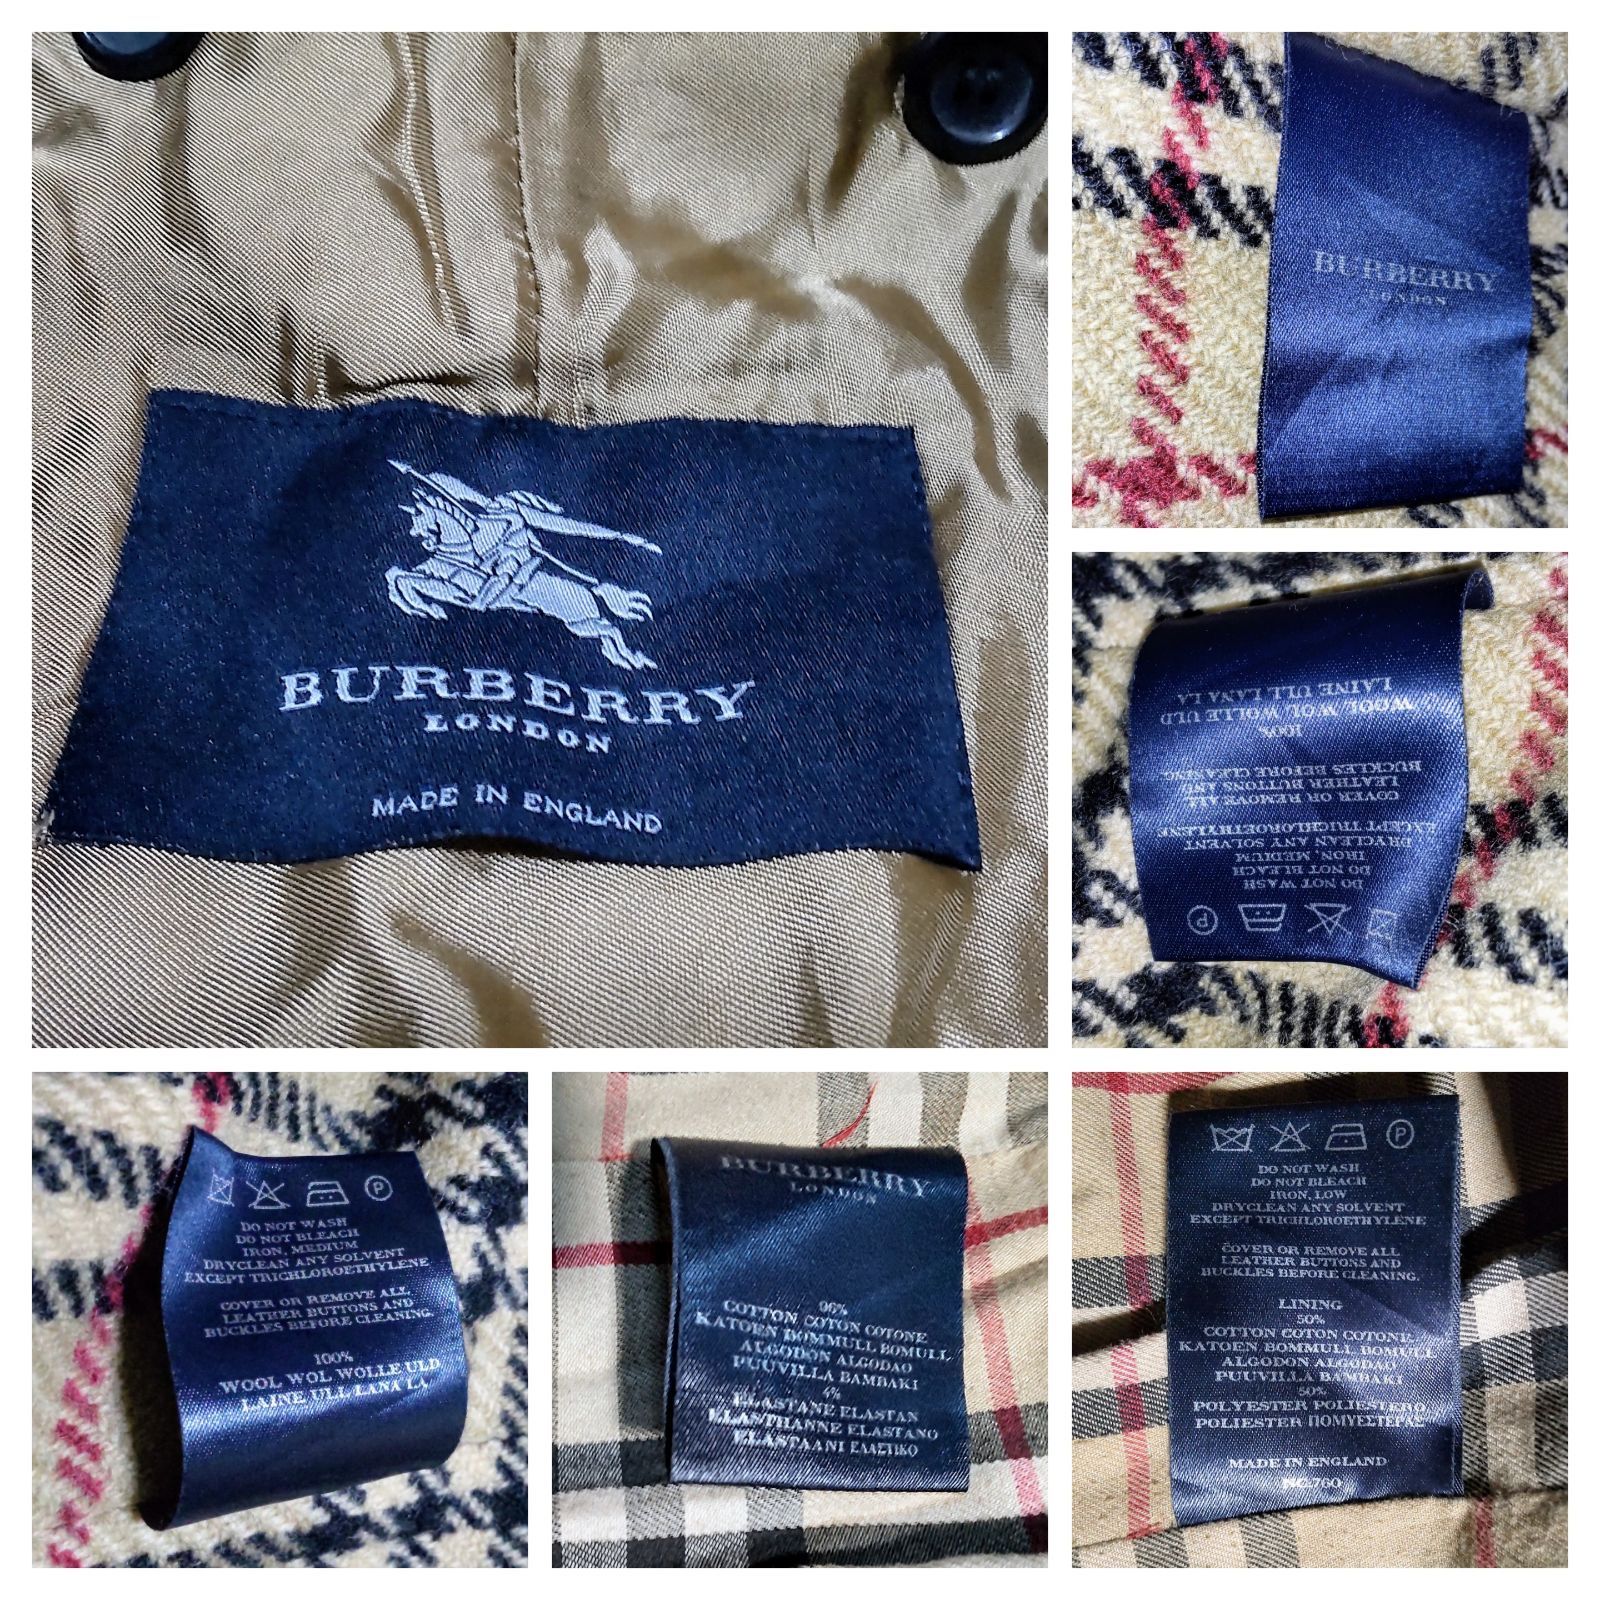 BURBERRY
LONDON
MADE IN ENGLAND
BURBERRY
LONDON
DO NOT WASH
DO NOT BLEACH
IRON, MEDIUM
DRYCLEAN ANY SOLVENT
EXCEPT TRICHLOROETHYLENE
COVER OR REMOVE ALL
LEATHER BUTTONS AND
BUCKLES BEFORE CLEANING.
100%
WOOL WOL WOLLE ULD
LAINE ULL LANA LA
P
DO NOT WASH
DO NOT BLEACH
IRON, MEDIUM
DRYCLEAN ANY SOLVENT
EXCEPT TRICHLOROETHYLENE
COVER OR REMOVE ALL
LEATHER BUTTONS AND
BUCKLES BEFORE CLEANING.
100%
WOOL WOL WOLLE ULD
LAINE ULL LANA LA
BURBERRY
LONDON
96%
COTTON COTON COTONE
KATOEN BOMMULL BOMULL
ALGODON ALGODAO
PUUVILLA BAMBAKI
4%
ELASTANE ELASTAN
ELASTHANNE ELASTANO
ELASTAANI ΕΛΑΣΤΙΚΟ
P
DO NOT WASH
DO NOT BLEACH
IRON, LOW
DRYCLEAN ANY SOLVENT
EXCEPT TRICHLOROETHYLENE
COVER OR REMOVE ALL
LEATHER BUTTONS AND
BUCKLES BEFORE CLEANING.
LINING
50%
COTTON COTON COTONE
KATOEN BOMMULL BOMULL
ALGODON ALGODAO
PUUVILLA BAMBAKI
50%
POLYESTER POLIESTERO
POLIESTER ΠΟΜΥΕΣΤΕΡΑΣ
MADE IN ENGLAND